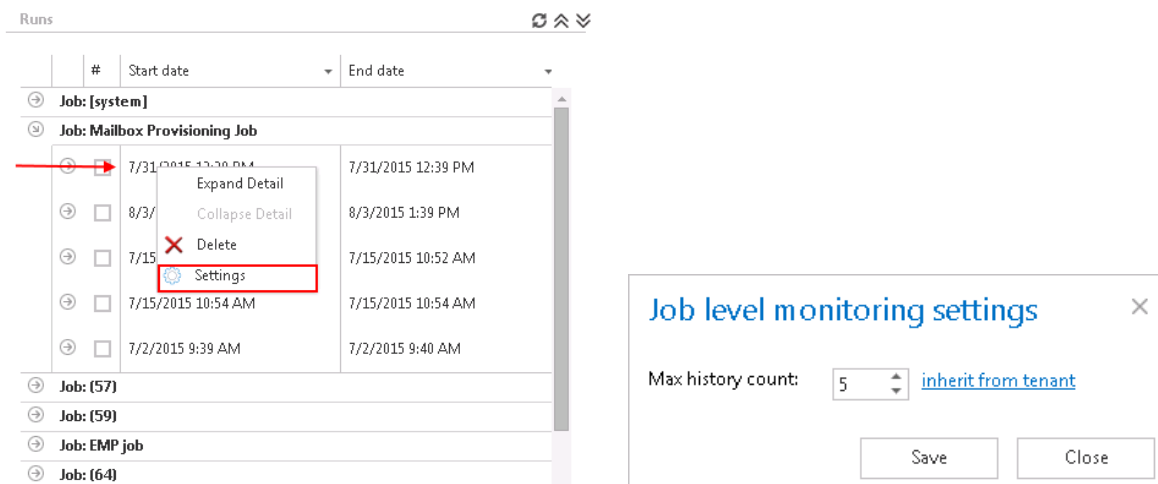 Runs
# Start date End date
Job: [system]
Job: Mailbox Provisioning Job
7/31/2015 12:39 PM
Expand Detail
8/3/ Collapse Detail 8/3/2015 1:39 PM
Delete
7/15 7/15/2015 10:52 AM
Settings
7/15/2015 10:54 AM 7/15/2015 10:54 AM
7/2/2015 9:39 AM 7/2/2015 9:40 AM
Job: (57)
Job: (59)
Job: EMP job
Job: (64)
Job level monitoring settings
Max history count: 5 inherit from tenant
Save Close